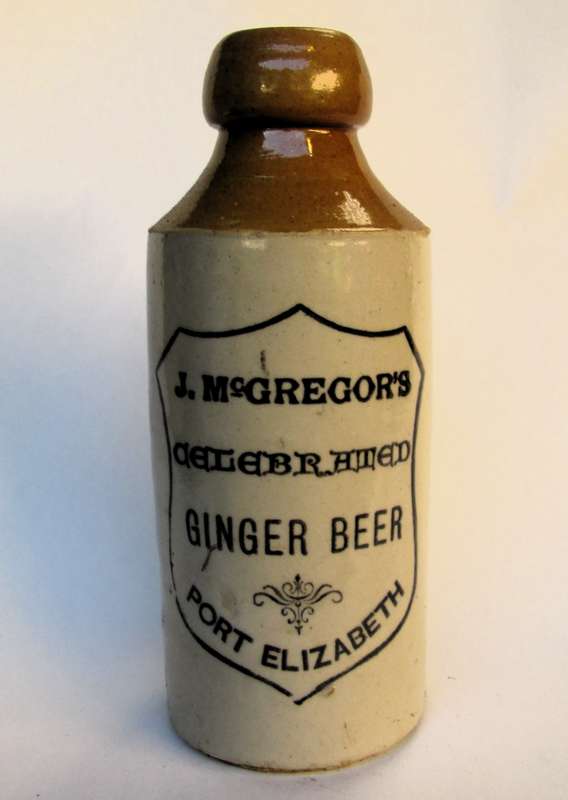 J. McGREGOR'S
CELEBRATED
GINGER BEER
PORT ELIZABETH